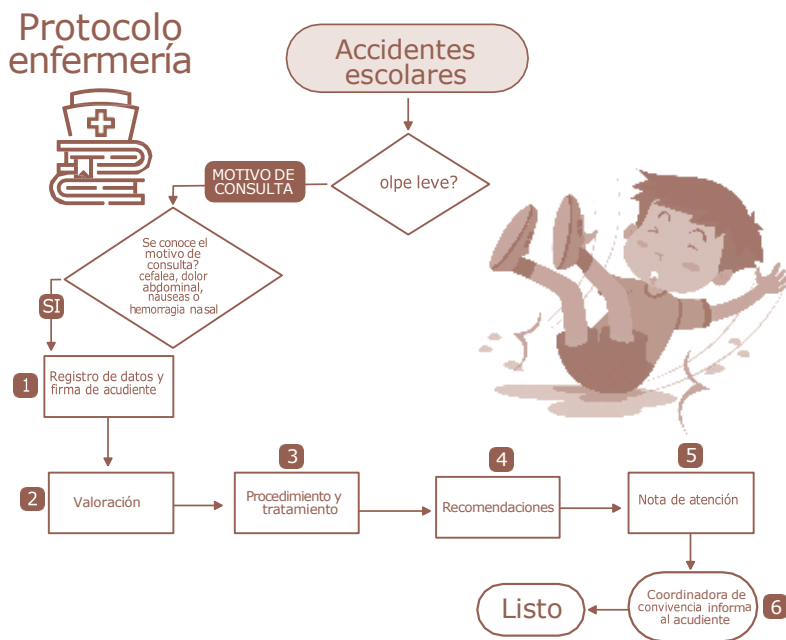 Protocolo
enfermería
Accidentes
escolares
olpe leve?
MOTIVO DE
CONSULTA
Se conoce el
motivo de
consulta?
cefalea, dolor
abdominal,
náuseas o
hemorragia nasal
SI
1
Registro de datos y
firma de acudiente
2
Valoración
3
Procedimiento y
tratamiento
4
Recomendaciones
5
Nota de atención
Coordinadora de
convivencia informa
al acudiente
6
Listo